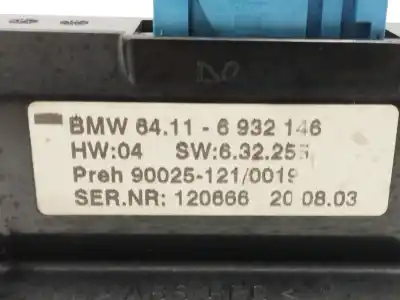 BMW 64.11 - 6 932 146
HW:04 SW:6.32.255
Preh 90025-121/0019
SER.NR: 120666 20.08.03